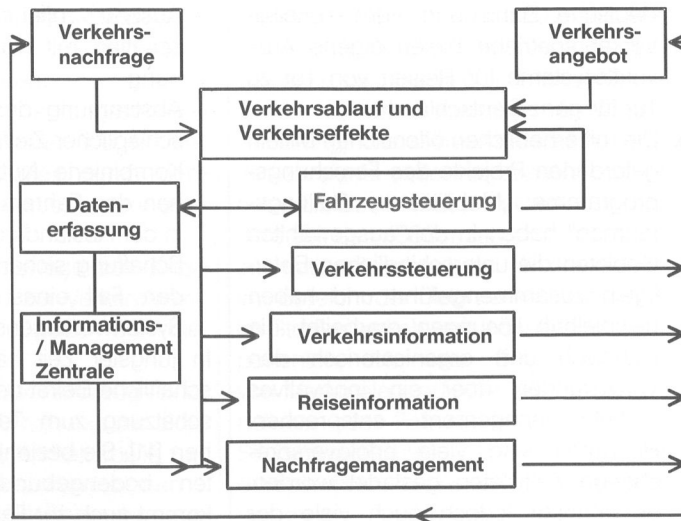 Verkehrs-
nachfrage
Verkehrs-
angebot
Verkehrsablauf und
Verkehrseffekte
Daten-
erfassung
Fahrzeugsteuerung
Verkehrssteuerung
Informations-
/ Management
Zentrale
Verkehrsinformation
Reiseinformation
Nachfragemanagement